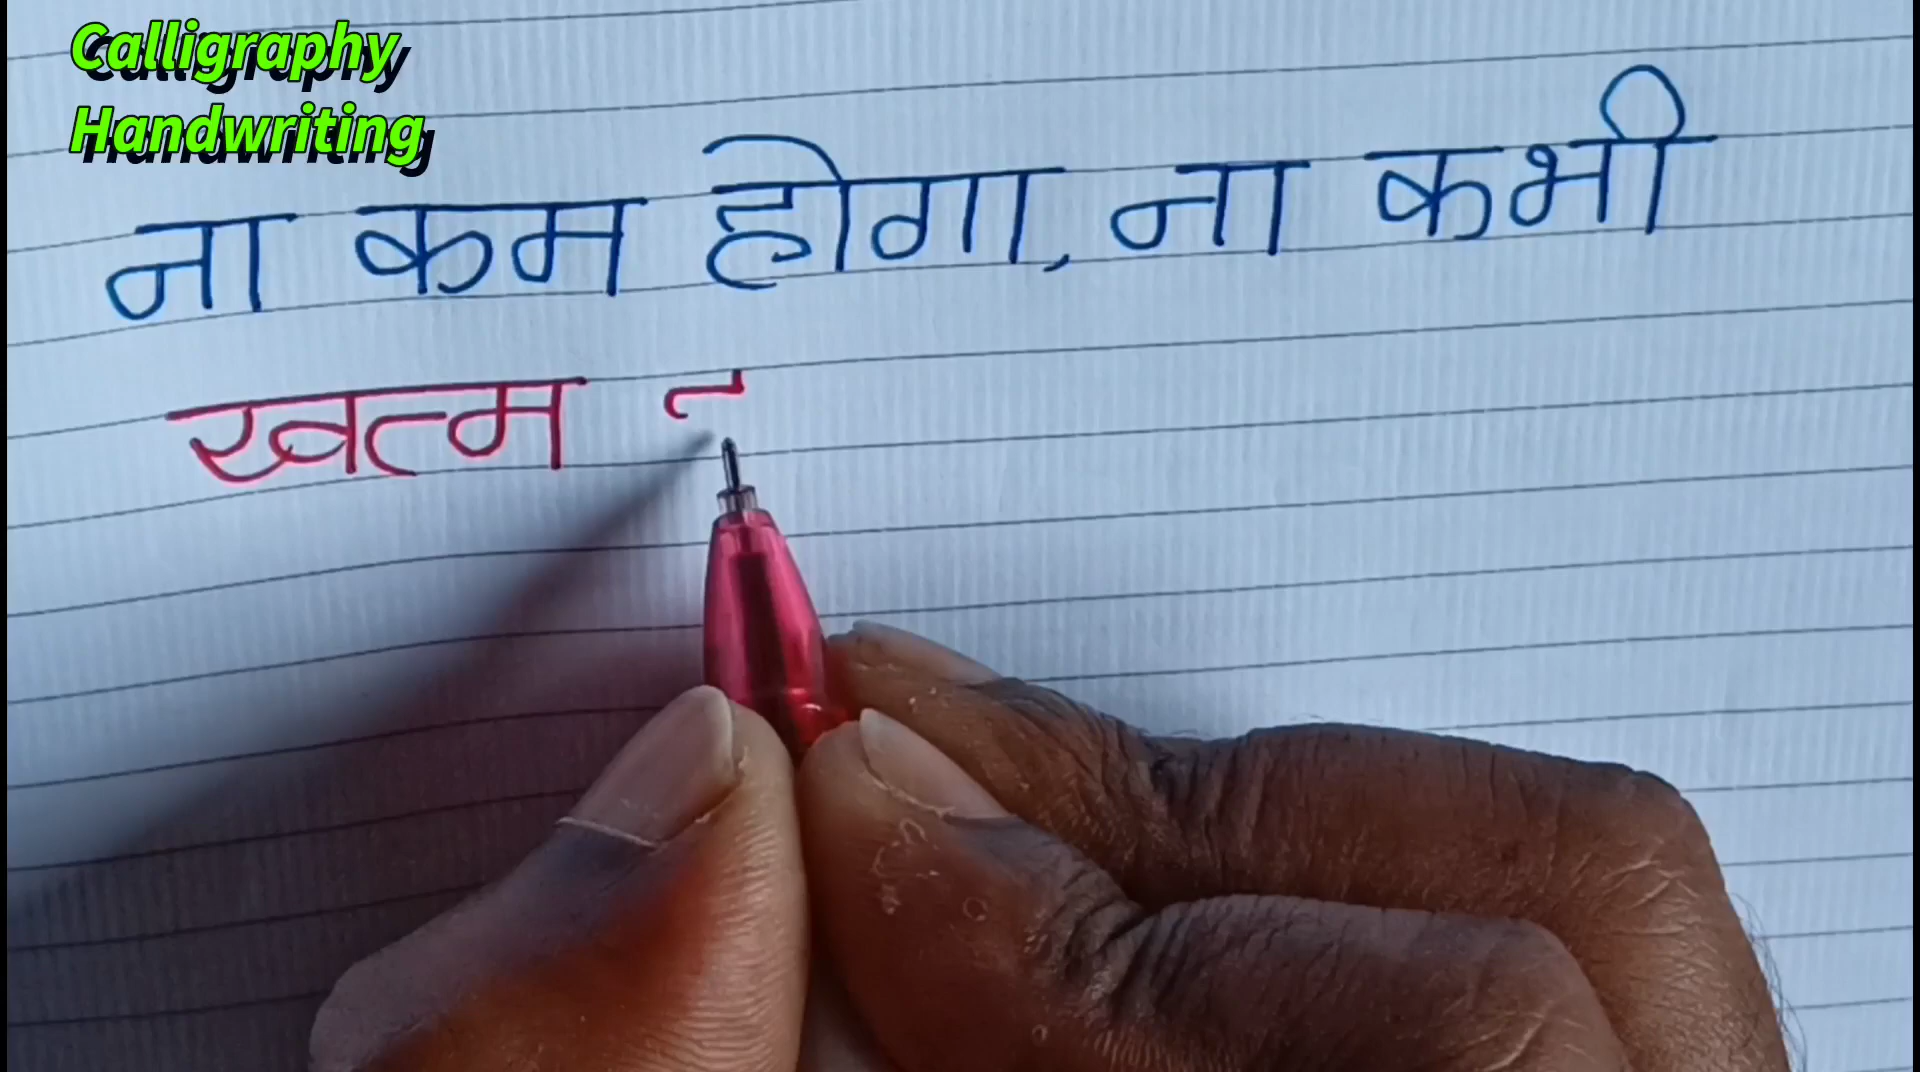 Calligraphy
Handwriting
ना कम होगा, ना कभी
खत्म